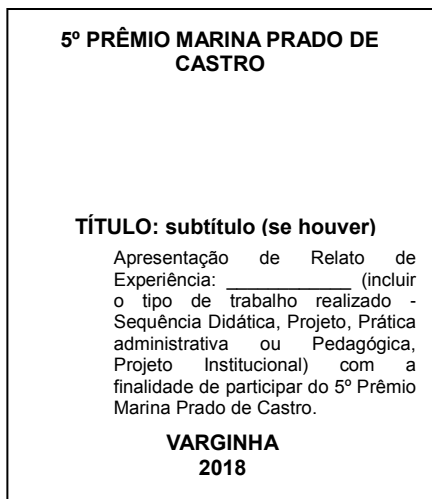 5º PRÊMIO MARINA PRADO DE
CASTRO
TÍTULO: subtítulo (se houver)
Apresentação de Relato de
Experiência: _____________ (incluir
o tipo de trabalho realizado -
Sequência Didática, Projeto, Prática
administrativa ou Pedagógica,
Projeto Institucional) com a
finalidade de participar do 5º Prêmio
Marina Prado de Castro.
VARGINHA
2018